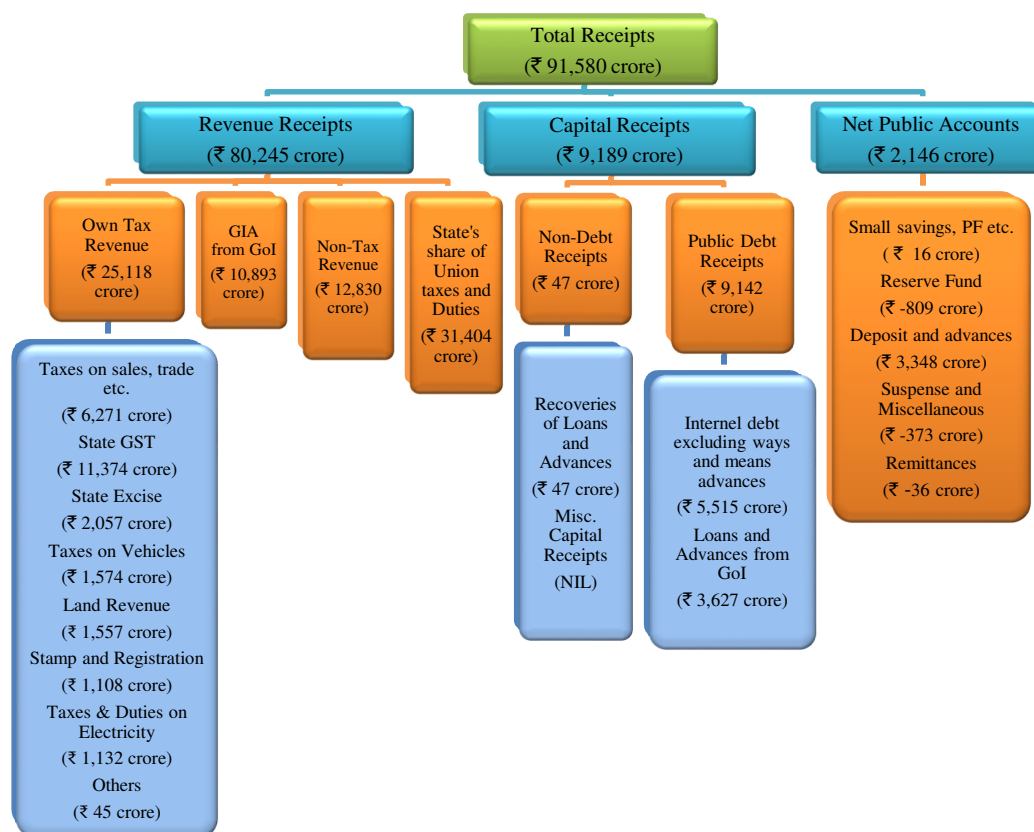 Total Receipts
(₹ 91,580 crore)
Revenue Receipts
(₹ 80,245 crore)
Capital Receipts
(₹ 9,189 crore)
Net Public Accounts
(₹ 2,146 crore)
Own Tax
Revenue
(₹ 25,118
crore)
GIA
from GoI
(₹ 10,893
crore)
Non-Tax
Revenue
(₹ 12,830
crore)
State's
share of
Union
taxes and
Duties
(₹ 31,404
crore)
Non-Debt
Receipts
(₹ 47 crore)
Public Debt
Receipts
(₹ 9,142
crore)
Small savings, PF etc.
(₹ 16 crore)
Reserve Fund
(₹ -809 crore)
Deposit and advances
(₹ 3,348 crore)
Suspense and
Miscellaneous
(₹ -373 crore)
Remittances
(₹ -36 crore)
Taxes on sales, trade
etc.
(₹ 6,271 crore)
State GST
(₹ 11,374 crore)
State Excise
(₹ 2,057 crore)
Taxes on Vehicles
(₹ 1,574 crore)
Land Revenue
(₹ 1,557 crore)
Stamp and Registration
(₹ 1,108 crore)
Taxes & Duties on
Electricity
(₹ 1,132 crore)
Others
(₹ 45 crore)
Recoveries
of Loans
and
Advances
(₹ 47 crore)
Misc.
Capital
Receipts
(NIL)
Internel debt
excluding ways
and means
advances
(₹ 5,515 crore)
Loans and
Advances from
GoI
(₹ 3,627 crore)